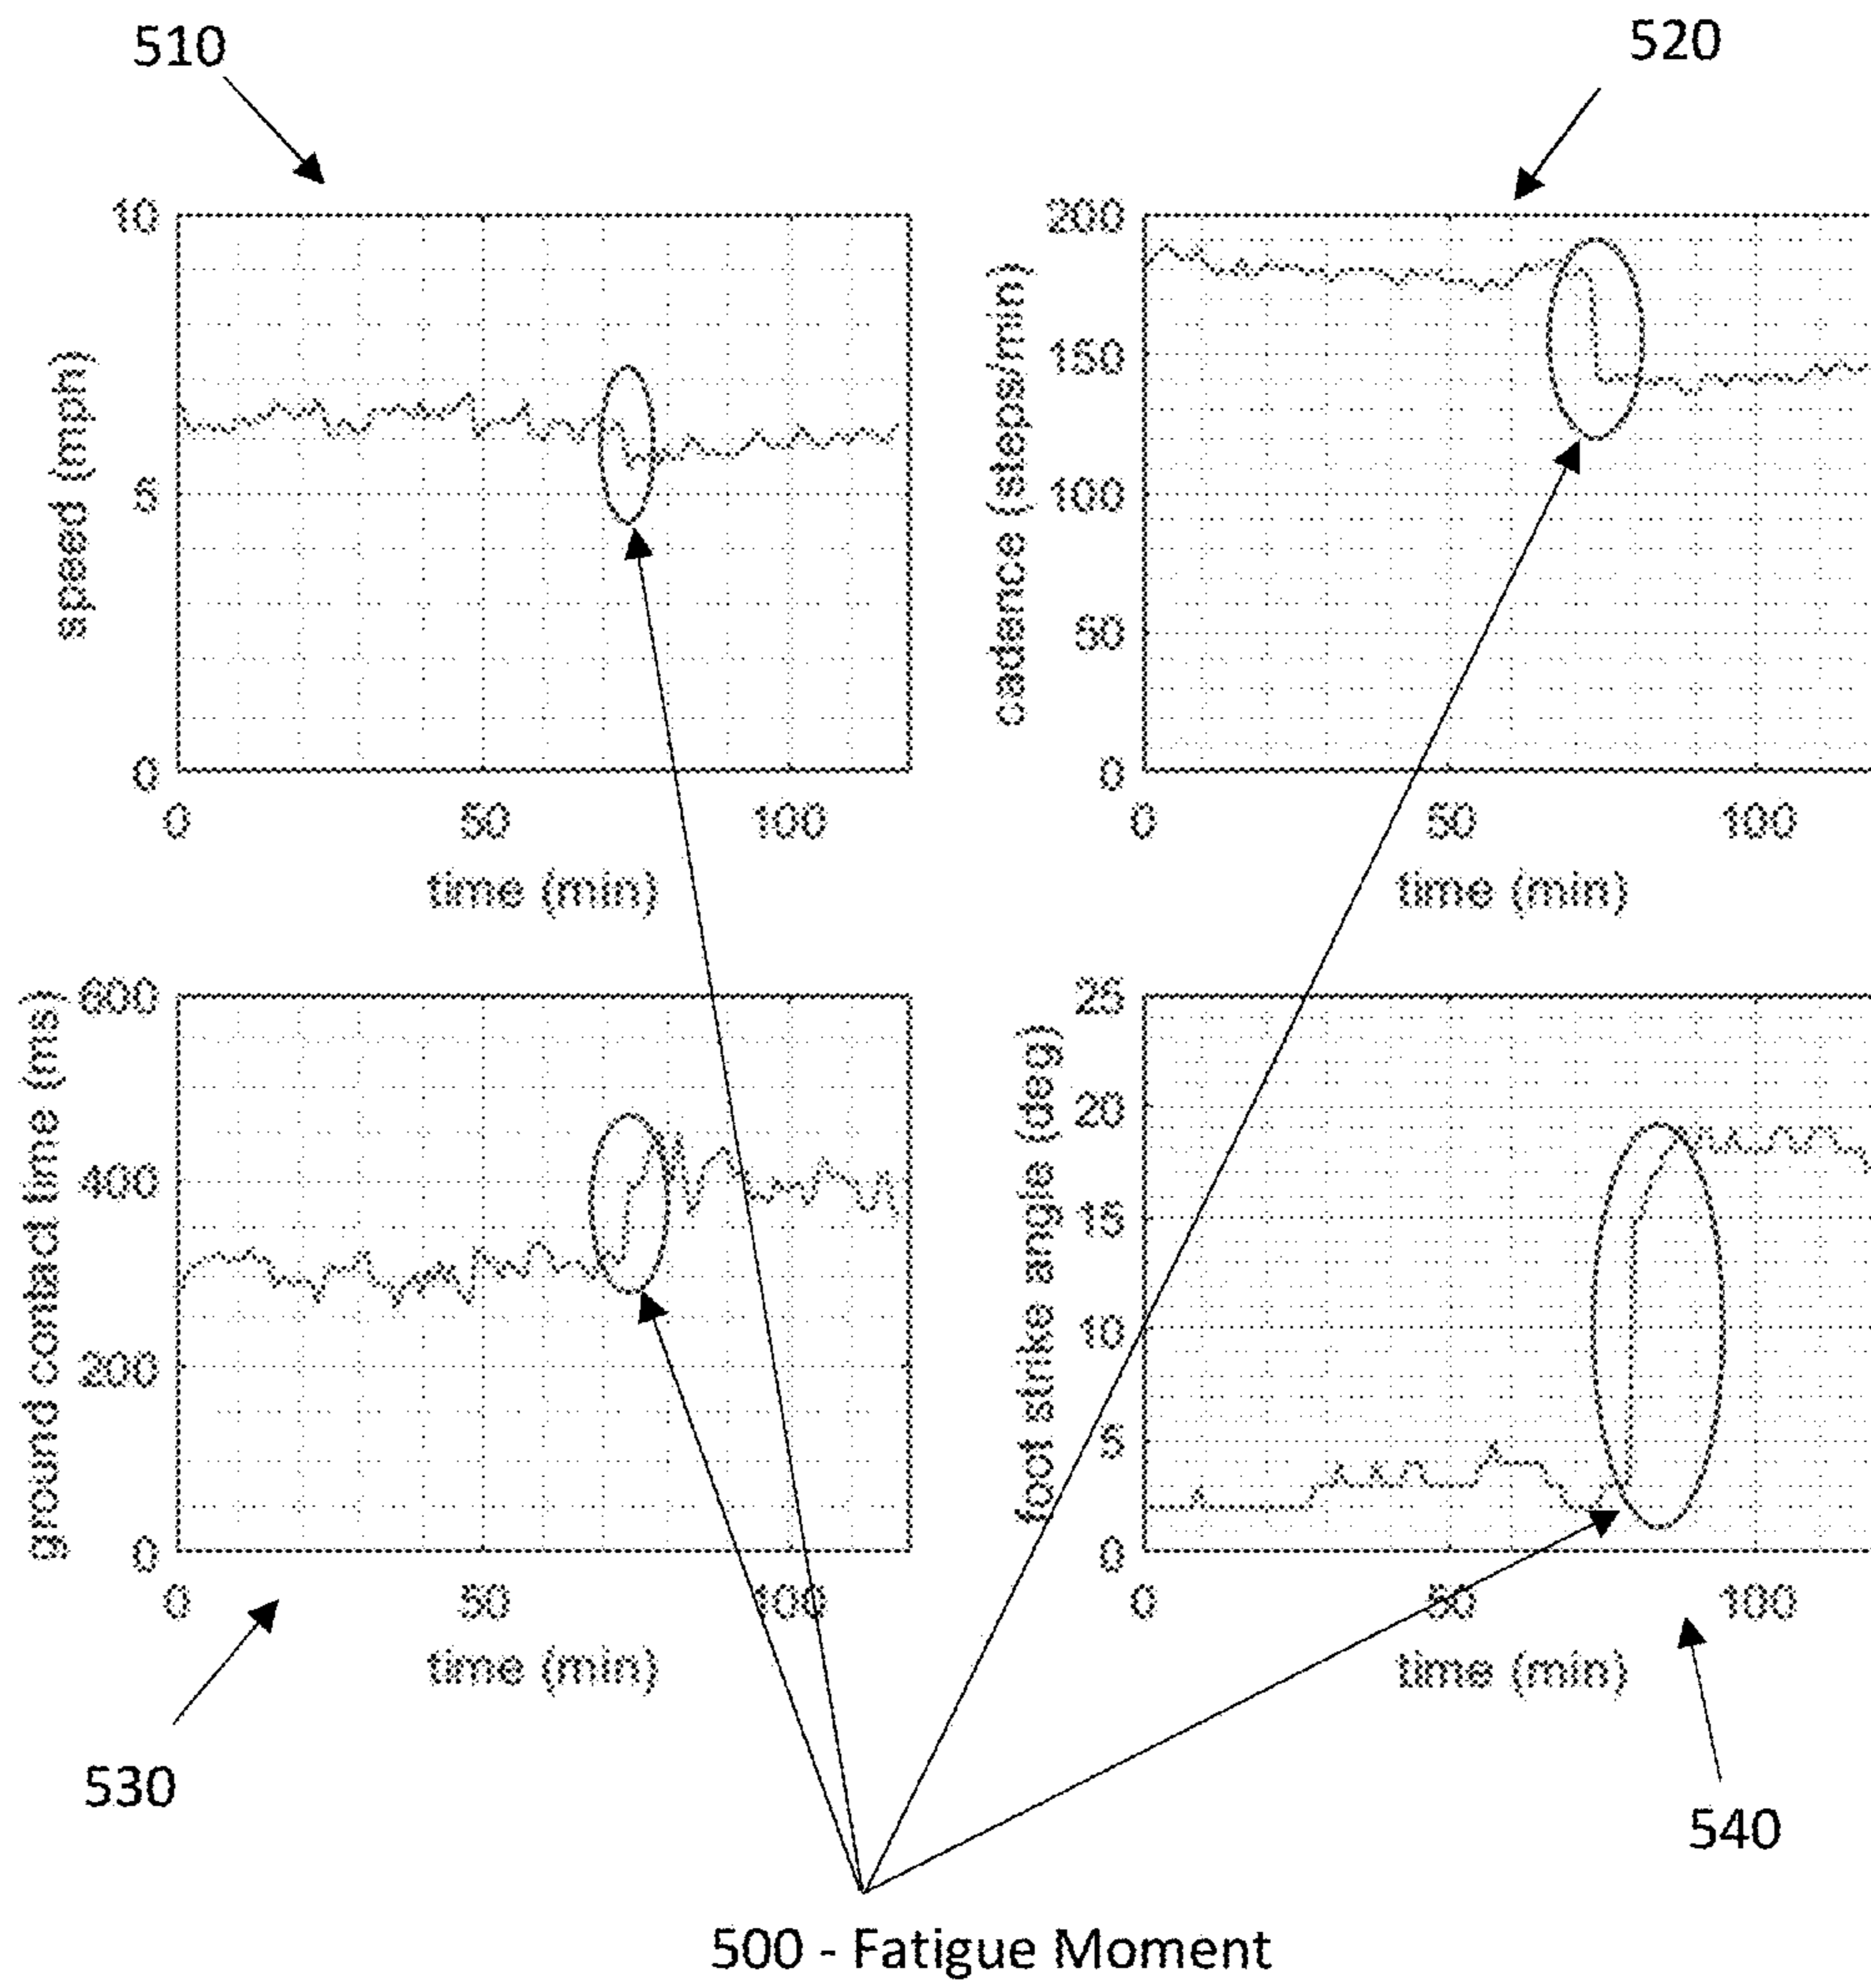 510
520
10
5
0
speed (mph)
0 50 100
time (min)
200
150
100
50
0
cadence (steps/min)
0 50 100
time (min)
600
400
200
0
ground contact time (ms)
0 50 100
time (min)
25
20
15
10
5
0
foot strike angle (deg)
0 50 100
time (min)
530
540
500 - Fatigue Moment